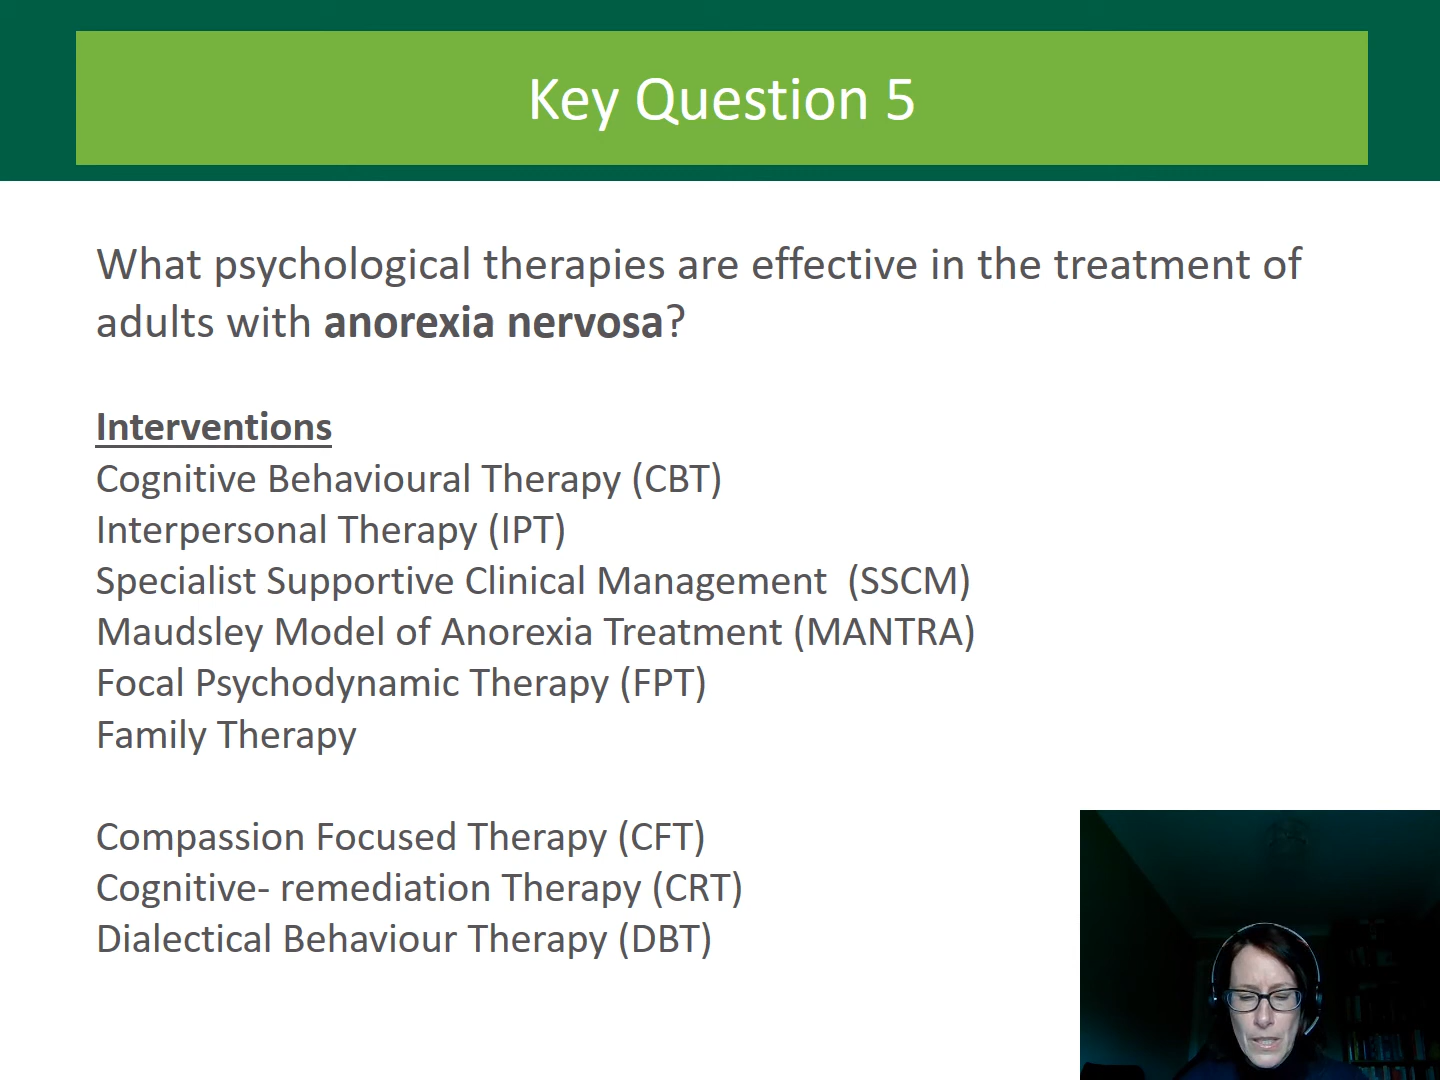 Key Question 5
What psychological therapies are effective in the treatment of
adults with anorexia nervosa?
Interventions
Cognitive Behavioural Therapy (CBT)
Interpersonal Therapy (IPT)
Specialist Supportive Clinical Management  (SSCM)
Maudsley Model of Anorexia Treatment (MANTRA)
Focal Psychodynamic Therapy (FPT)
Family Therapy
Compassion Focused Therapy (CFT)
Cognitive- remediation Therapy (CRT)
Dialectical Behaviour Therapy (DBT)